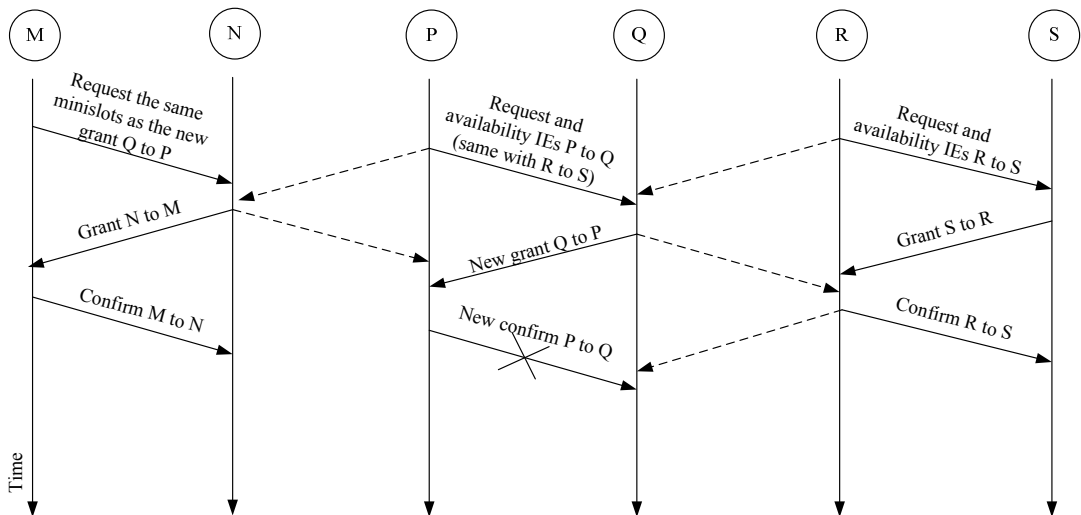 M
N
P
Q
R
S
Request the same
minislots as the new
grant Q to P
Request and
availability IEs P to Q
(same with R to S)
Request and
availability IEs R to S
Grant N to M
New grant Q to P
Grant S to R
Confirm M to N
New confirm P to Q
Confirm R to S
Time